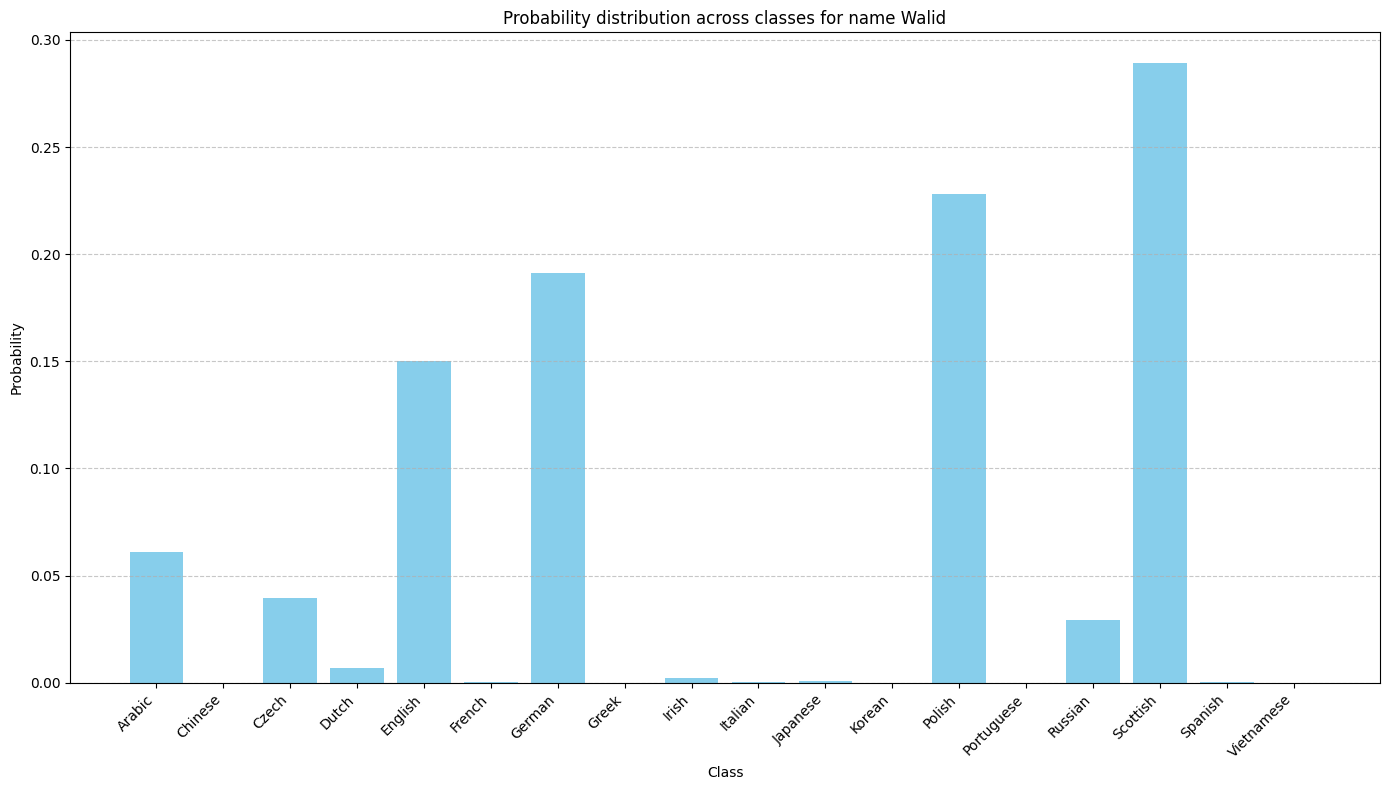 Probability distribution across classes for name Walid
Probability
0.30
0.25
0.20
0.15
0.10
0.05
0.00
Arabic
Chinese
Czech
Dutch
English
French
German
Greek
Irish
Italian
Japanese
Korean
Polish
Portuguese
Russian
Scottish
Spanish
Vietnamese
Class